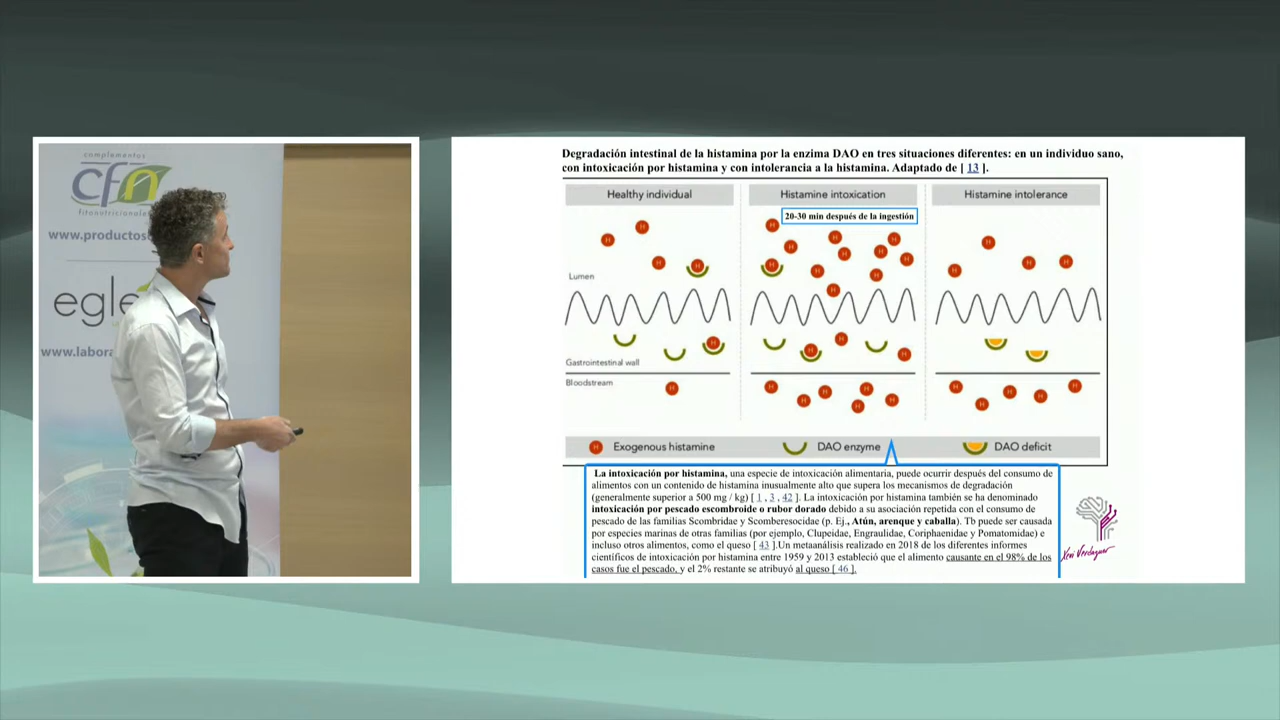 complementos
cfn
fitonutricionales
www.productos
egle
www.labora
Degradación intestinal de la histamina por la enzima DAO en tres situaciones diferentes: en un individuo sano,
con intoxicación por histamina y con intolerancia a la histamina. Adaptado de [ 13 ].
Healthy individual
Histamine intoxication
Histamine intolerance
20-30 min después de la ingestión
Lumen
Gastrointestinal wall
Bloodstream
H Exogenous histamine
DAO enzyme
DAO deficit
La intoxicación por histamina, una especie de intoxicación alimentaria, puede ocurrir después del consumo de
alimentos con un contenido de histamina inusualmente alto que supera los mecanismos de degradación
(generalmente superior a 500 mg / kg) [ 1 , 3 , 42 ]. La intoxicación por histamina también se ha denominado
intoxicación por pescado escombroide o rubor dorado debido a su asociación repetida con el consumo de
pescado de las familias Scombridae y Scomberesocidae (p. Ej., Atún, arenque y caballa). Tb puede ser causada
por especies marinas de otras familias (por ejemplo, Clupeidae, Engraulidae, Coriphaenidae y Pomatomidae) e
incluso otros alimentos, como el queso [ 43 ].Un metaanálisis realizado en 2018 de los diferentes informes
científicos de intoxicación por histamina entre 1959 y 2013 estableció que el alimento causante en el 98% de los
casos fue el pescado, y el 2% restante se atribuyó al queso [ 46 ].
Xevi Verdaguer